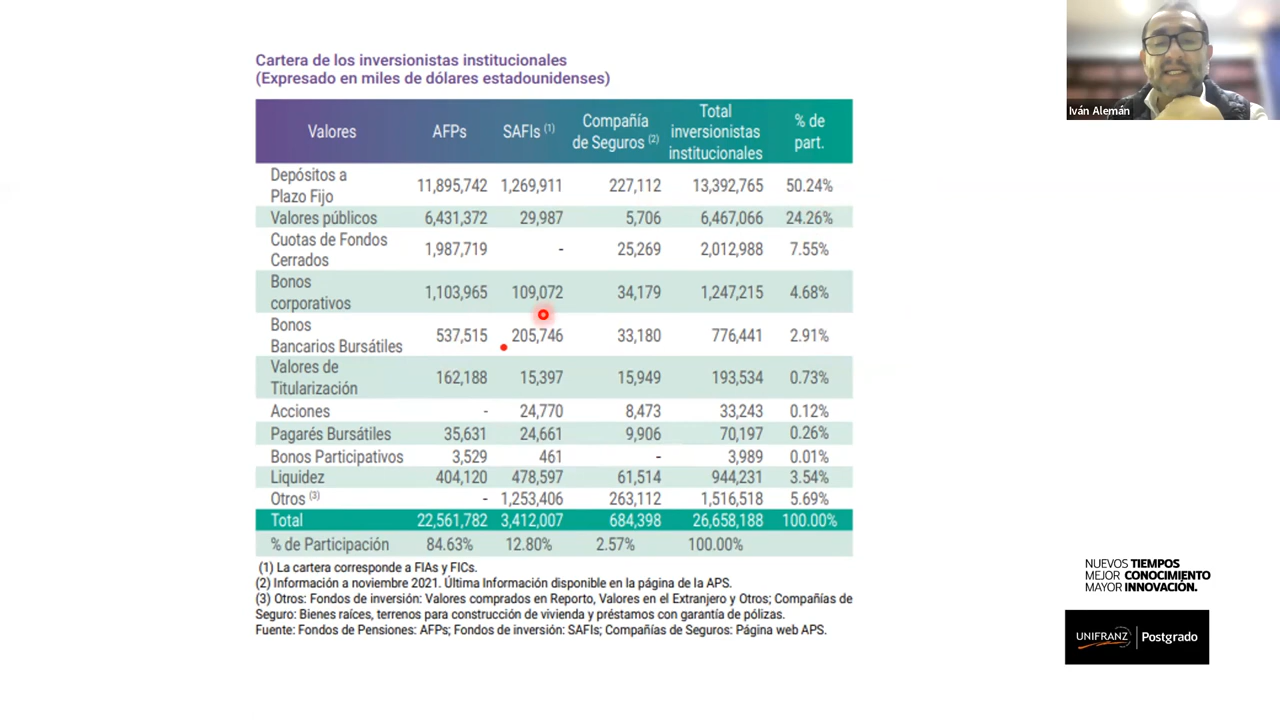 Cartera de los inversionistas institucionales
(Expresado en miles de dólares estadounidenses)
Valores AFPs SAFIs (1) Compañía de Seguros (2) Total inversionistas institucionales % de part.
Depósitos a Plazo Fijo 11,895,742 1,269,911 227,112 13,392,765 50.24%
Valores públicos 6,431,372 29,987 5,706 6,467,066 24.26%
Cuotas de Fondos Cerrados 1,987,719 - 25,269 2,012,988 7.55%
Bonos corporativos 1,103,965 109,072 34,179 1,247,215 4.68%
Bonos Bancarios Bursátiles 537,515 205,746 33,180 776,441 2.91%
Valores de Titularización 162,188 15,397 15,949 193,534 0.73%
Acciones - 24,770 8,473 33,243 0.12%
Pagarés Bursátiles 35,631 24,661 9,906 70,197 0.26%
Bonos Participativos 3,529 461 - 3,989 0.01%
Liquidez 404,120 478,597 61,514 944,231 3.54%
Otros (3) - 1,253,406 263,112 1,516,518 5.69%
Total 22,561,782 3,412,007 684,398 26,658,188 100.00%
% de Participación 84.63% 12.80% 2.57% 100.00%
(1) La cartera corresponde a FIAs y FICs.
(2) Información a noviembre 2021. Última Información disponible en la página de la APS.
(3) Otros: Fondos de inversión: Valores comprados en Reporto, Valores en el Extranjero y Otros; Compañías de
Seguro: Bienes raíces, terrenos para construcción de vivienda y préstamos con garantía de pólizas.
Fuente: Fondos de Pensiones: AFPs; Fondos de inversión: SAFIs; Compañías de Seguros: Página web APS.
Iván Alemán
NUEVOS TIEMPOS
MEJOR CONOCIMIENTO
MAYOR INNOVACIÓN.
UNIFRANZ Postgrado